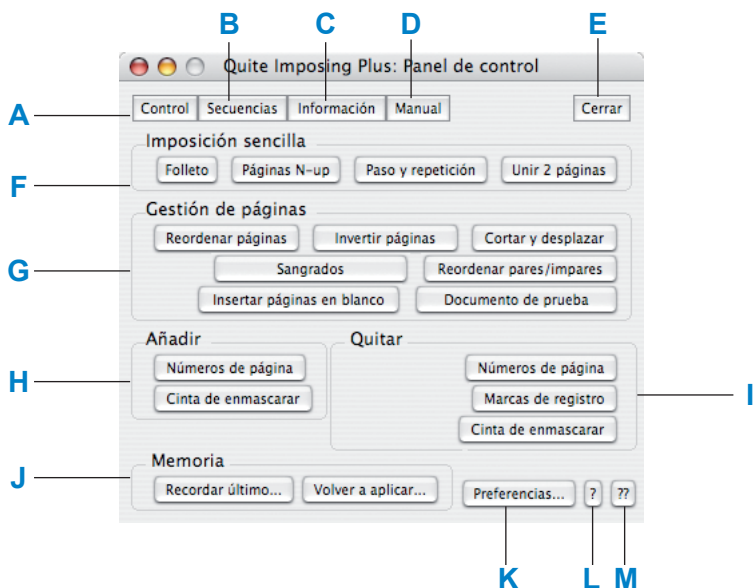 B C D E
Quite Imposing Plus: Panel de control
A Control Secuencias Información Manual Cerrar
Imposición sencilla
F Folleto Páginas N-up Paso y repetición Unir 2 páginas
Gestión de páginas
Reordenar páginas Invertir páginas Cortar y desplazar
G Sangrados Reordenar pares/impares
Insertar páginas en blanco Documento de prueba
Añadir Quitar
Números de página Números de página
H Cinta de enmascarar Marcas de registro I
Cinta de enmascarar
Memoria
J Recordar último... Volver a aplicar... Preferencias... ? ??
K L M